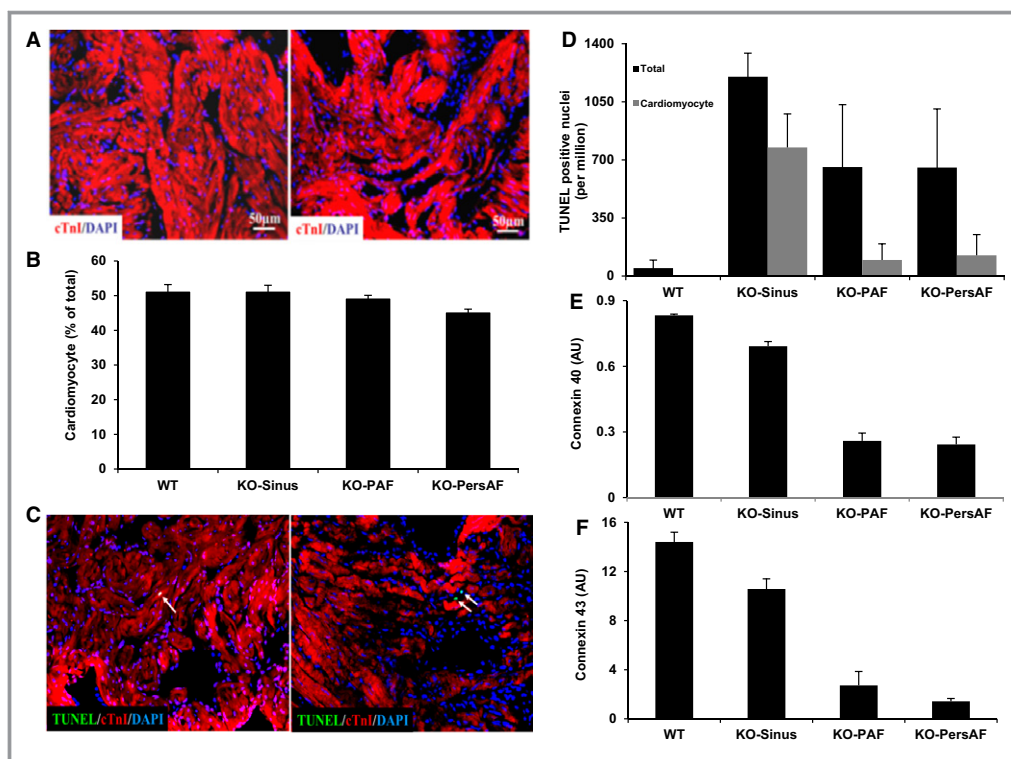 A
cTnI/DAPI
50μm
cTnI/DAPI
50μm
B
Cardiomyocyte (% of total)
60
50
40
30
20
10
0
WT KO-Sinus KO-PAF KO-PersAF
C
TUNEL/cTnI/DAPI
TUNEL/cTnI/DAPI
D
TUNEL positive nuclei
(per million)
1400
1050
700
350
0
Total
Cardiomyocyte
WT KO-Sinus KO-PAF KO-PersAF
E
Connexin 40 (AU)
0.9
0.6
0.3
0
WT KO-Sinus KO-PAF KO-PersAF
F
Connexin 43 (AU)
16
12
8
4
0
WT KO-Sinus KO-PAF KO-PersAF